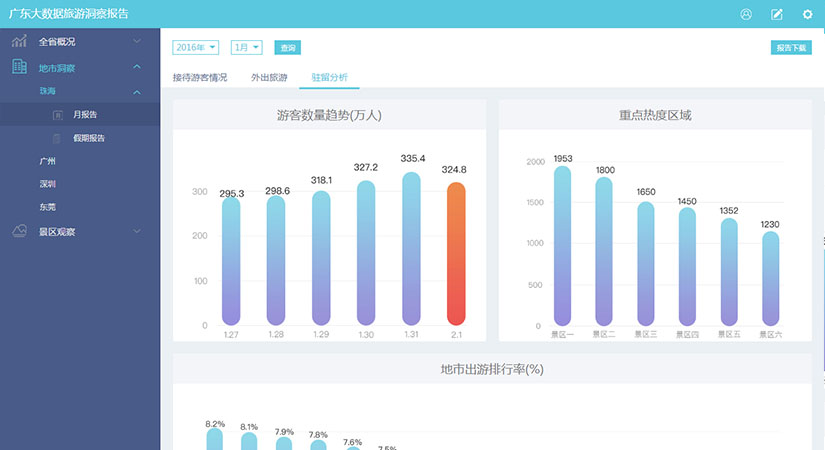 广东大数据旅游洞察报告
全省概况
地市洞察
珠海
月报告
假期报告
广州
深圳
东莞
景区观察
2016年 1月 查询 报告下载
接待游客情况 外出旅游 驻留分析
游客数量趋势(万人)
300
200
100
0
295.3 298.6 318.1 327.2 335.4 324.8
1.27 1.28 1.29 1.30 1.31 2.1
重点热度区域
2000
1500
1000
500
0
1953 1800 1650 1450 1352 1230
景区一 景区二 景区三 景区四 景区五 景区六
地市出游排行率(%)
8.2% 8.1% 7.9% 7.8% 7.6% 7.5%